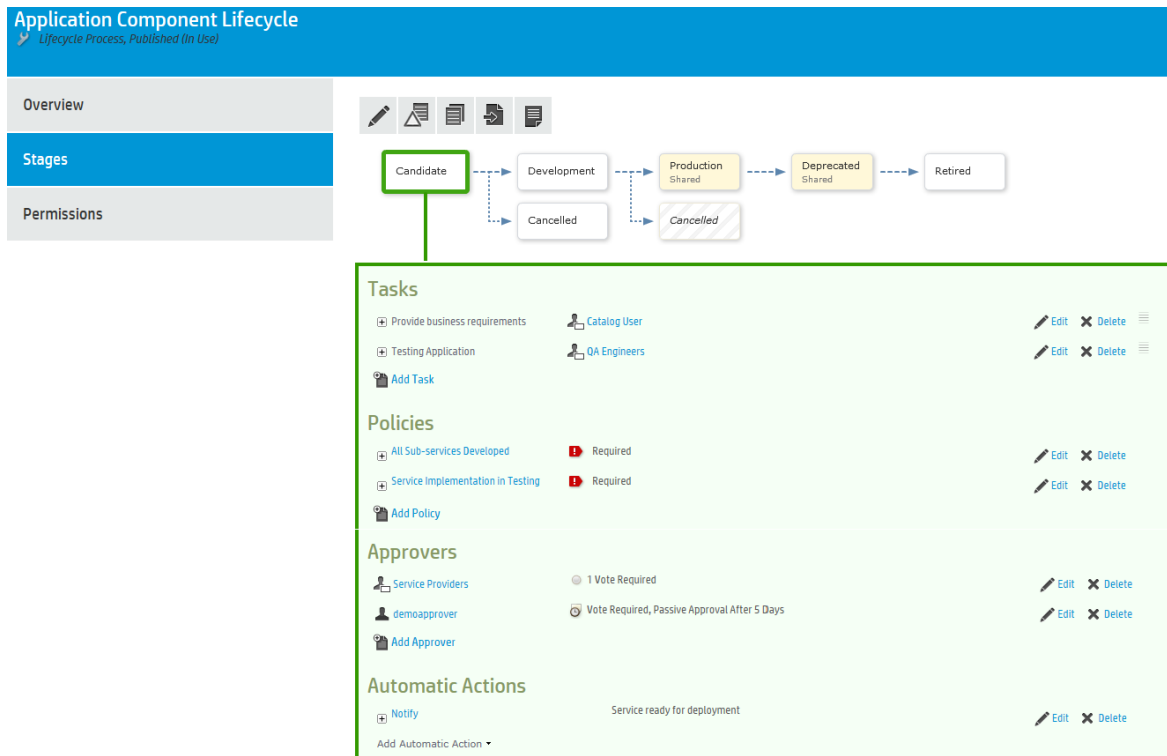 Application Component Lifecycle
Lifecycle Process, Published (In Use)
Overview
Stages
Permissions
Candidate
Development
Production
Shared
Deprecated
Shared
Retired
Cancelled
Cancelled
Tasks
Provide business requirements Catalog User Edit Delete
Testing Application QA Engineers Edit Delete
Add Task
Policies
All Sub-services Developed Required Edit Delete
Service Implementation in Testing Required Edit Delete
Add Policy
Approvers
Service Providers 1 Vote Required Edit Delete
demoapprover Vote Required, Passive Approval After 5 Days Edit Delete
Add Approver
Automatic Actions
Notify Service ready for deployment Edit Delete
Add Automatic Action